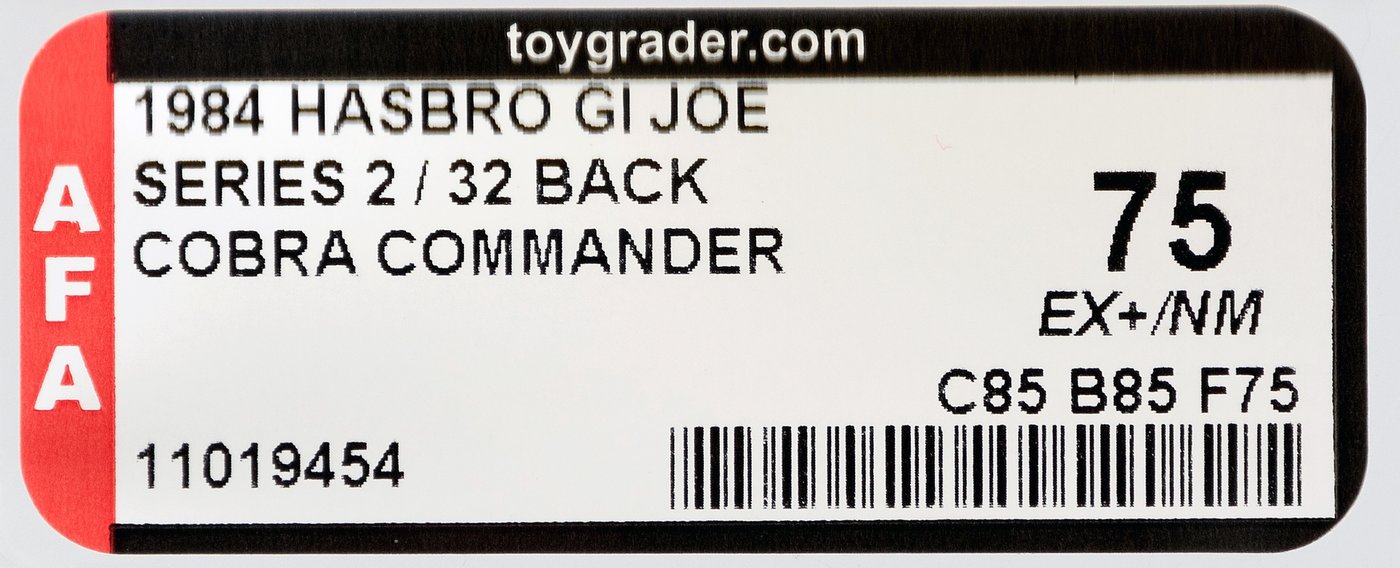 toygrader.com
AFA
1984 HASBRO GI JOE
SERIES 2 / 32 BACK
COBRA COMMANDER
75
EX+/NM
C85 B85 F75
11019454